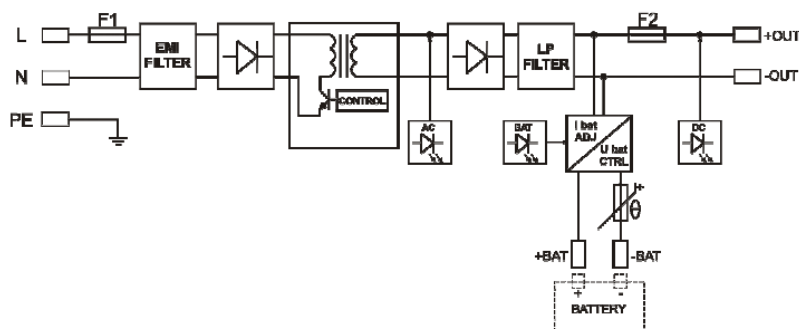 L
F1
EMI
FILTER
CONTROL
LP
FILTER
F2
+OUT
N
-OUT
PE
AC
BAT
I bat
ADJ
U bat
CTRL
DC
θ
+BAT
-BAT
+
-
BATTERY